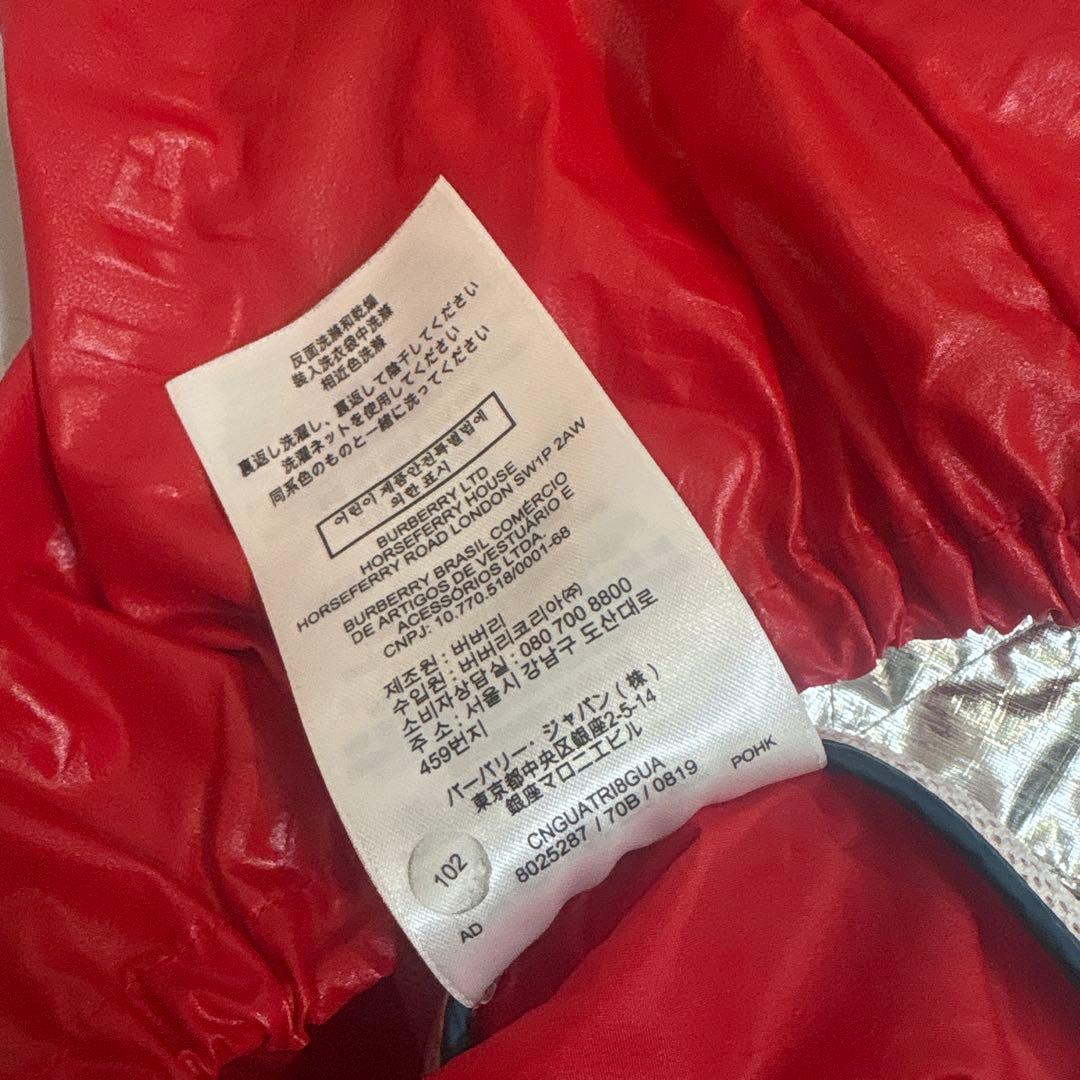 反面洗滌和乾燥
裝入洗衣袋中洗滌
相近色洗滌
裏返し洗濯し、裏返して陰干してください
洗濯ネットを使用してください
同系色のものと一緒に洗ってください
어린이제품안전특별법에
의한 표시
BURBERRY LTD
HORSEFERRY HOUSE
HORSEFERRY ROAD LONDON SW1P 2AW
BURBERRY BRASIL COMÉRCIO
DE ARTIGOS DE VESTUÁRIO E
ACESSÓRIOS LTDA.
CNPJ: 10.770.518/0001-68
제조원 : 버버리
수입원 : 버버리코리아㈜
소비자상담실 : 080 700 8800
주 소 : 서울시 강남구 도산대로
459번지
バーバリー・ジャパン(株)
東京都中央区銀座2-5-14
銀座マロニエビル
CNGUATRI8GUA
8025287 / 70B / 0819
POHK
102
AD